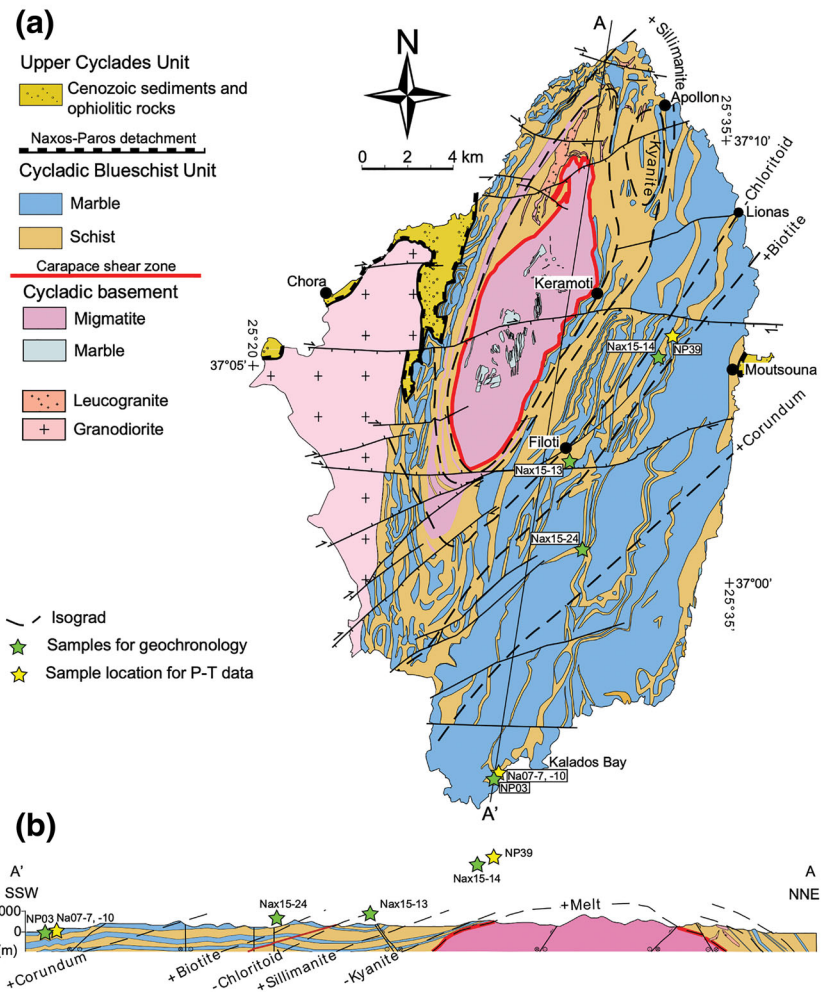 (a)
Upper Cyclades Unit
Cenozoic sediments and
ophiolitic rocks
Naxos-Paros detachment
Cycladic Blueschist Unit
Marble
Schist
Carapace shear zone
Cycladic basement
Migmatite
Marble
Leucogranite
Granodiorite
Isograd
Samples for geochronology
Sample location for P-T data
N
0 2 4 km
A
+ Sillimanite
Apollon
25°35'
37°10'
-Kyanite
-Chloritoid
Lionas
+Biotite
Chora
Keramoti
25°20'
37°05'
Nax15-14
NP39
Moutsouna
+Corundum
Filoti
Nax15-13
Nax15-24
37°00'
25°35'
Kalados Bay
Na07-7, -10
NP03
A'
(b)
A'
SSW
NP39
Nax15-14
A
NNE
+Melt
Nax15-24
Nax15-13
NP03 Na07-7, -10
000
0
(m)
+Corundum
+Biotite
-Chloritoid
+Sillimanite
-Kyanite